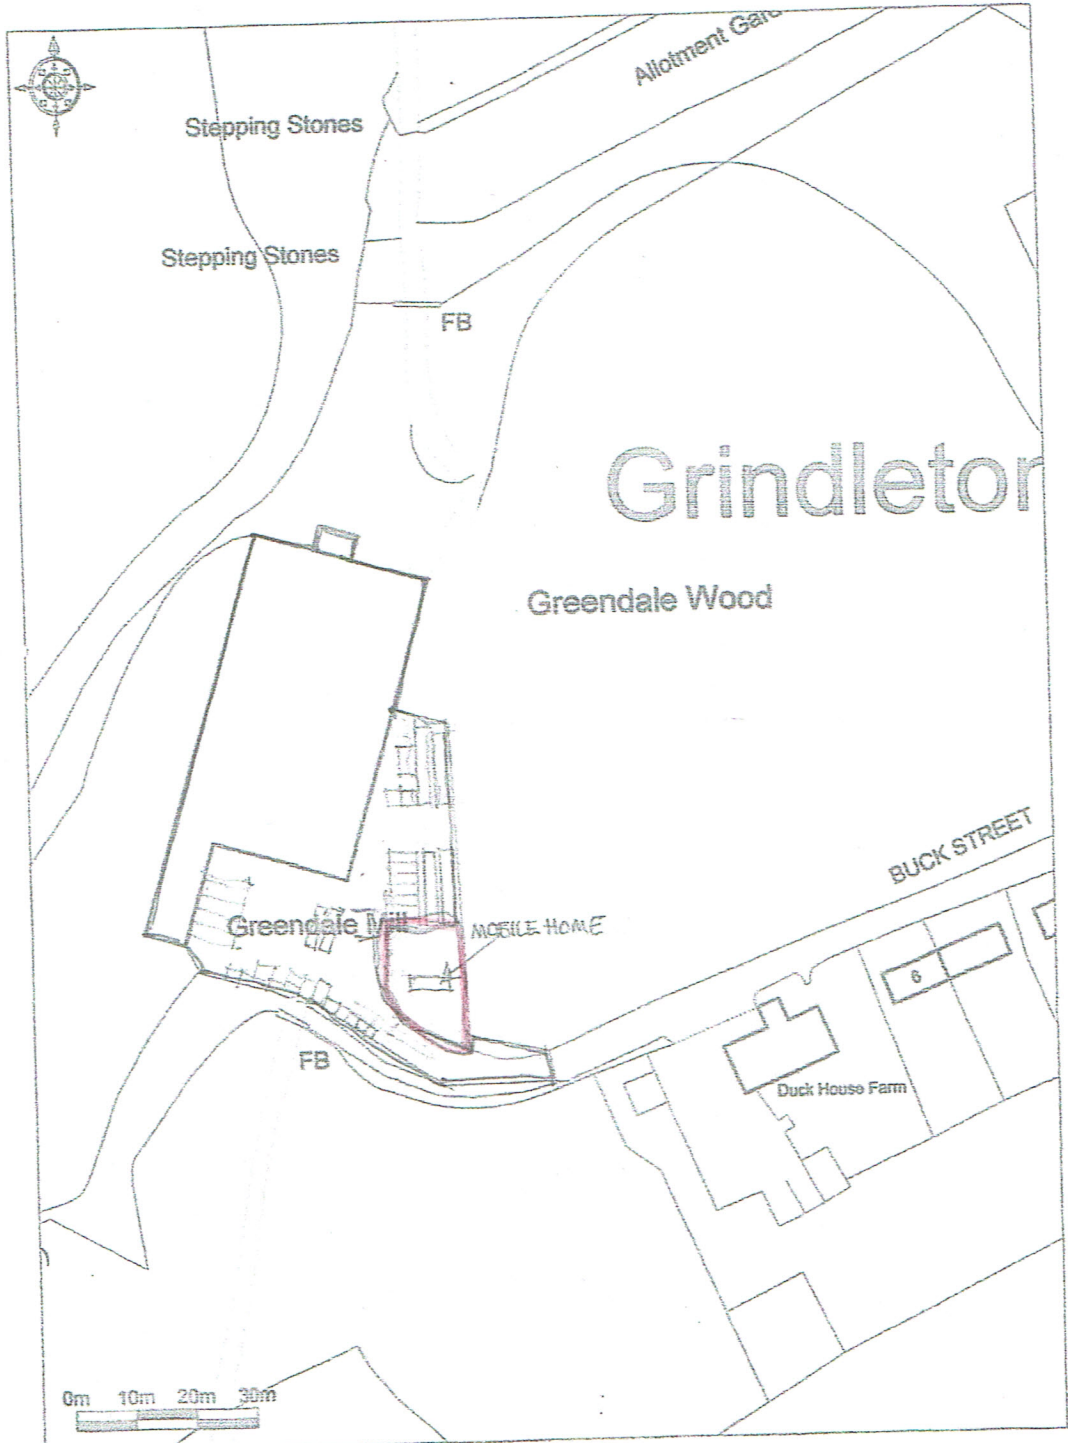 Allotment Gard
Stepping Stones
Stepping Stones
FB
Grindleton
Greendale Wood
BUCK STREET
Greendale Mill
MOBILE HOME
6
FB
Duck House Farm
0m 10m 20m 30m